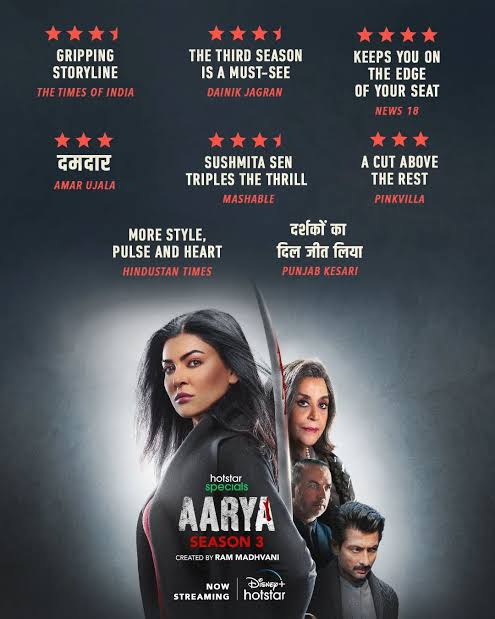 GRIPPING
STORYLINE
THE TIMES OF INDIA
THE THIRD SEASON
IS A MUST-SEE
DAINIK JAGRAN
KEEPS YOU ON
THE EDGE
OF YOUR SEAT
NEWS 18
दमदार
AMAR UJALA
SUSHMITA SEN
TRIPLES THE THRILL
MASHABLE
A CUT ABOVE
THE REST
PINKVILLA
MORE STYLE,
PULSE AND HEART
HINDUSTAN TIMES
दर्शकों का
दिल जीत लिया
PUNJAB KESARI
hotstar
specials
AARYA
SEASON 3
CREATED BY RAM MADHVANI
NOW
STREAMING
Disney+
hotstar